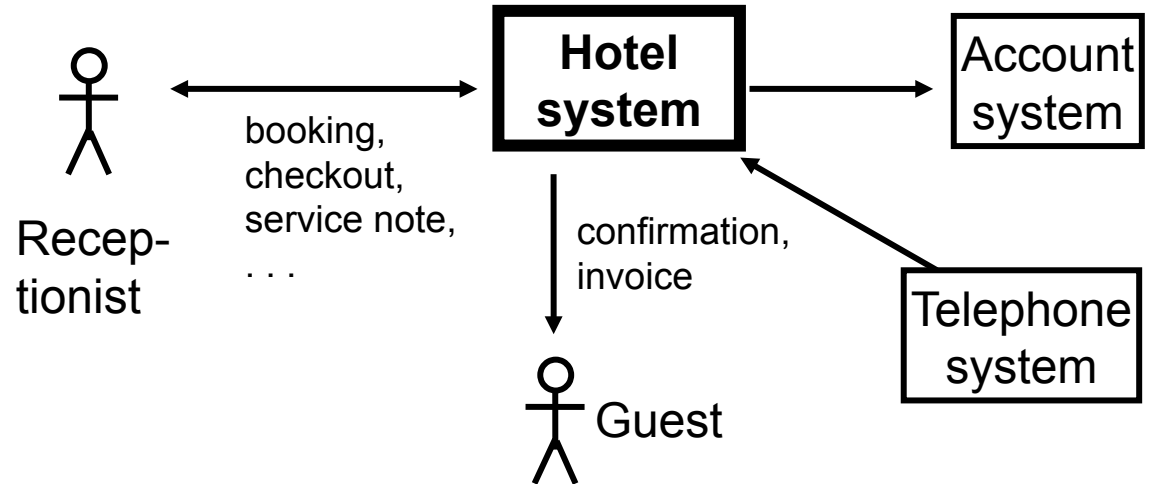 Hotel
system
Account
system
booking,
checkout,
service note,
. . .
Recep-
tionist
confirmation,
invoice
Telephone
system
Guest